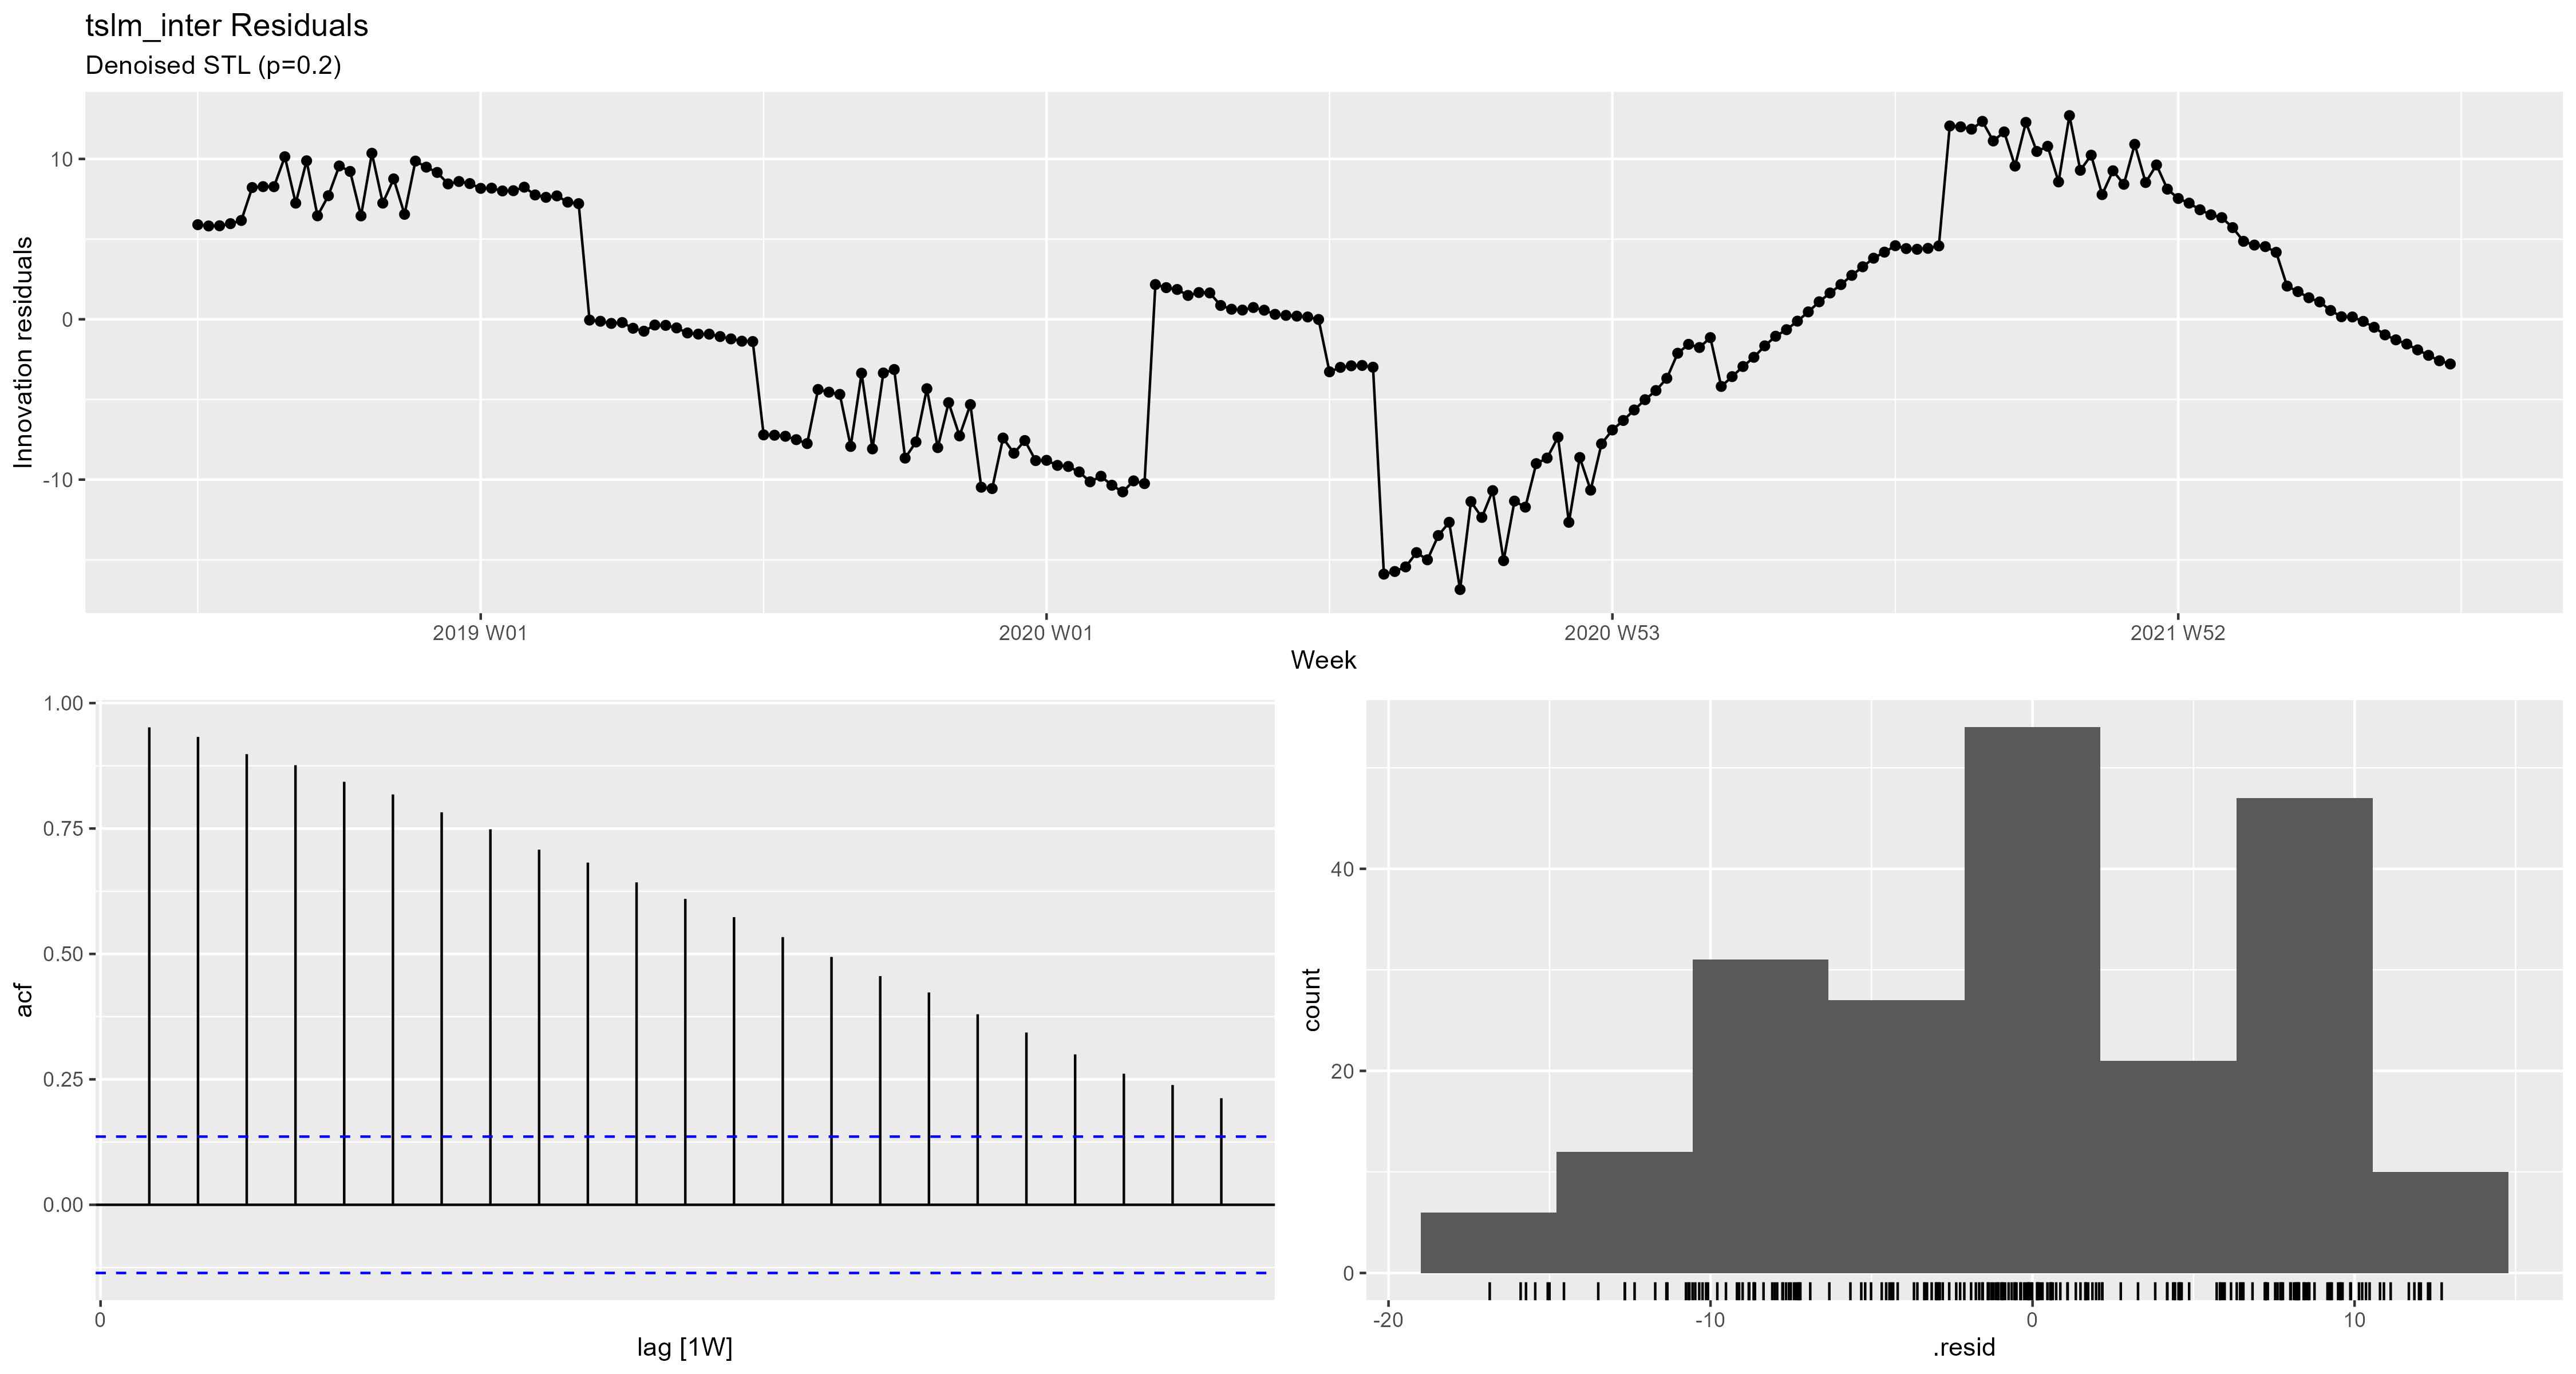 tslm_inter Residuals
Denoised STL (p=0.2)
Innovation residuals
10
0
-10
2019 W01
2020 W01
2020 W53
2021 W52
Week
acf
1.00
0.75
0.50
0.25
0.00
0
lag [1W]
count
40
20
0
-20
-10
0
10
.resid